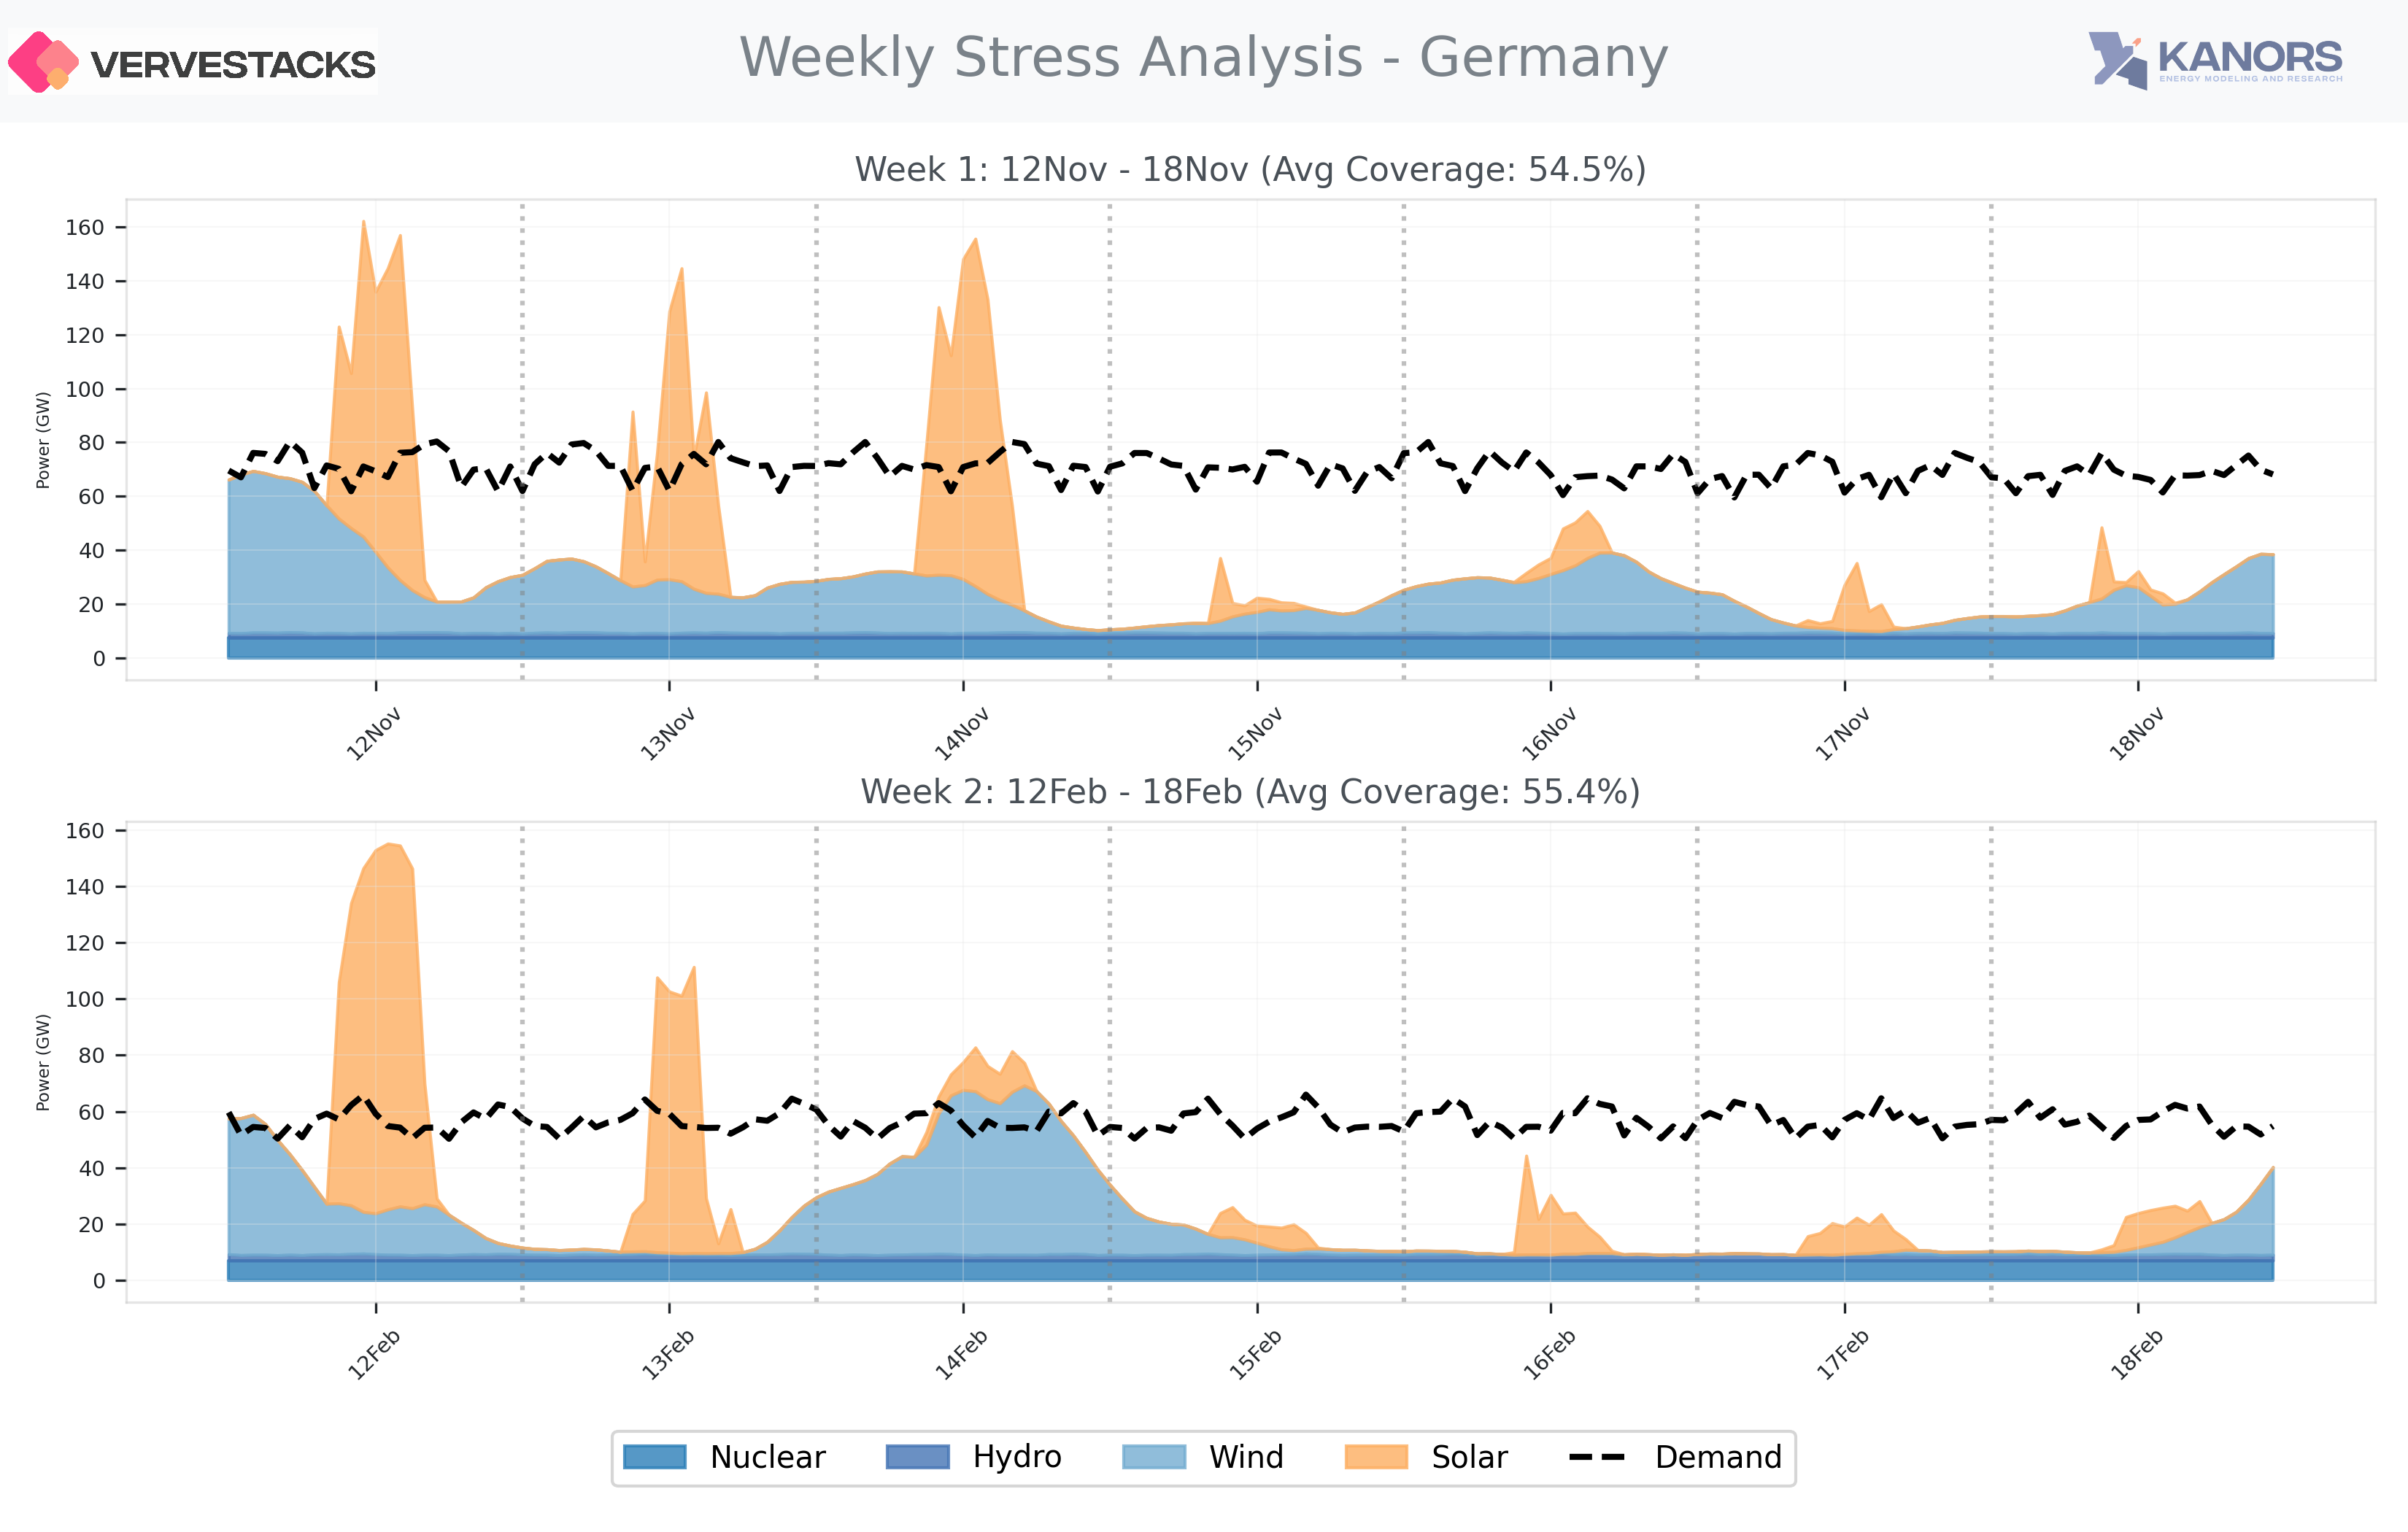 VERVESTACKS
Weekly Stress Analysis - Germany
KANORS
ENERGY MODELING AND RESEARCH
Week 1: 12Nov - 18Nov (Avg Coverage: 54.5%)
Power (GW)
160
140
120
100
80
60
40
20
0
12Nov
13Nov
14Nov
15Nov
16Nov
17Nov
18Nov
Week 2: 12Feb - 18Feb (Avg Coverage: 55.4%)
Power (GW)
160
140
120
100
80
60
40
20
0
12Feb
13Feb
14Feb
15Feb
16Feb
17Feb
18Feb
Nuclear Hydro Wind Solar Demand